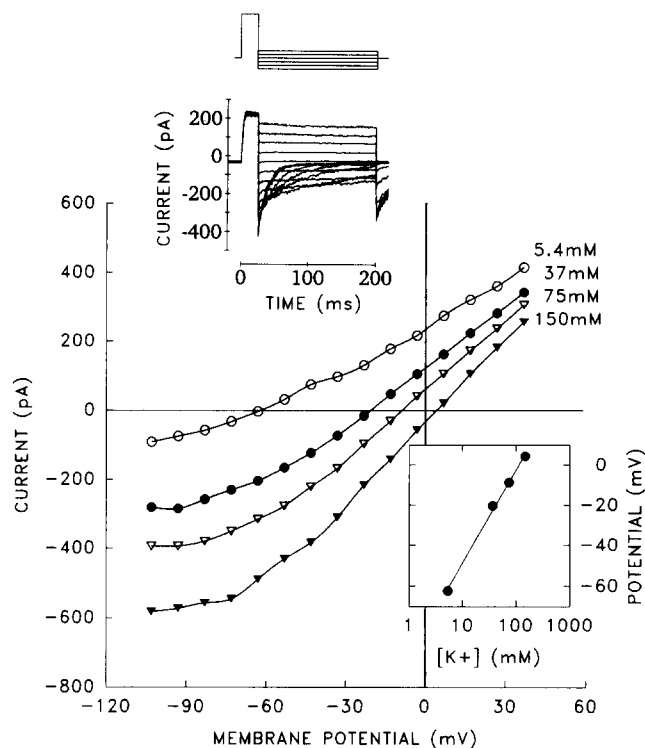 200
0
-200
-400
CURRENT (pA)
0 100 200
TIME (ms)
600
400
200
0
-200
-400
-600
-800
CURRENT (pA)
5.4mM
37mM
75mM
150mM
0
-20
-40
-60
POTENTIAL (mV)
1 10 100 1000
[K+] (mM)
-120 -90 -60 -30 0 30 60
MEMBRANE POTENTIAL (mV)